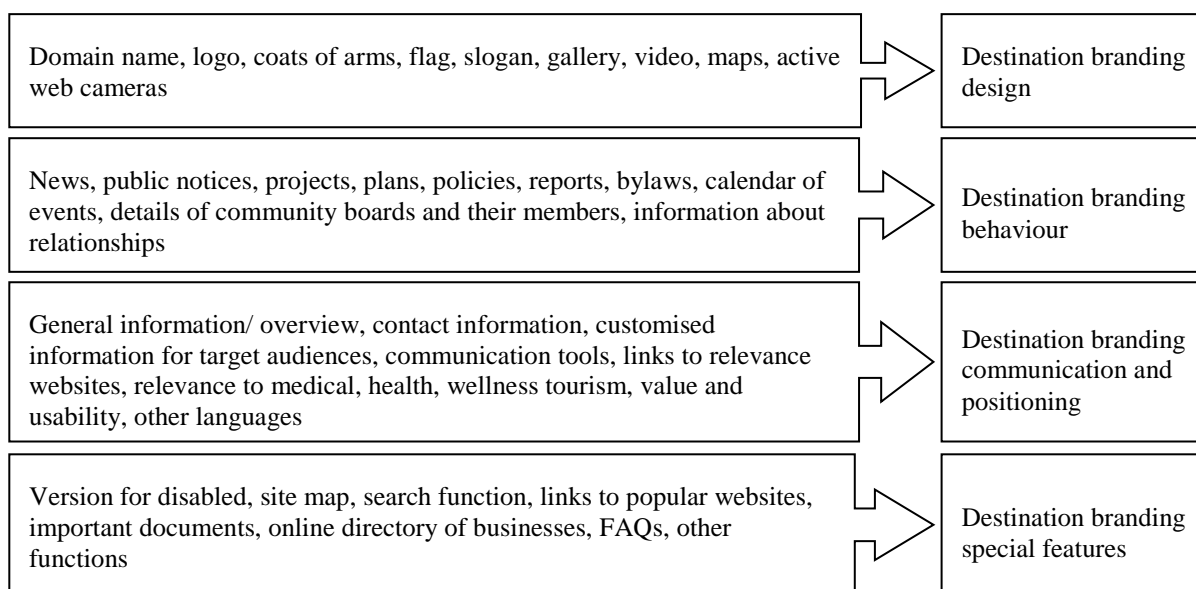 Domain name, logo, coats of arms, flag, slogan, gallery, video, maps, active
web cameras
Destination branding
design
News, public notices, projects, plans, policies, reports, bylaws, calendar of
events, details of community boards and their members, information about
relationships
Destination branding
behaviour
General information/ overview, contact information, customised
information for target audiences, communication tools, links to relevance
websites, relevance to medical, health, wellness tourism, value and
usability, other languages
Destination branding
communication and
positioning
Version for disabled, site map, search function, links to popular websites,
important documents, online directory of businesses, FAQs, other
functions
Destination branding
special features